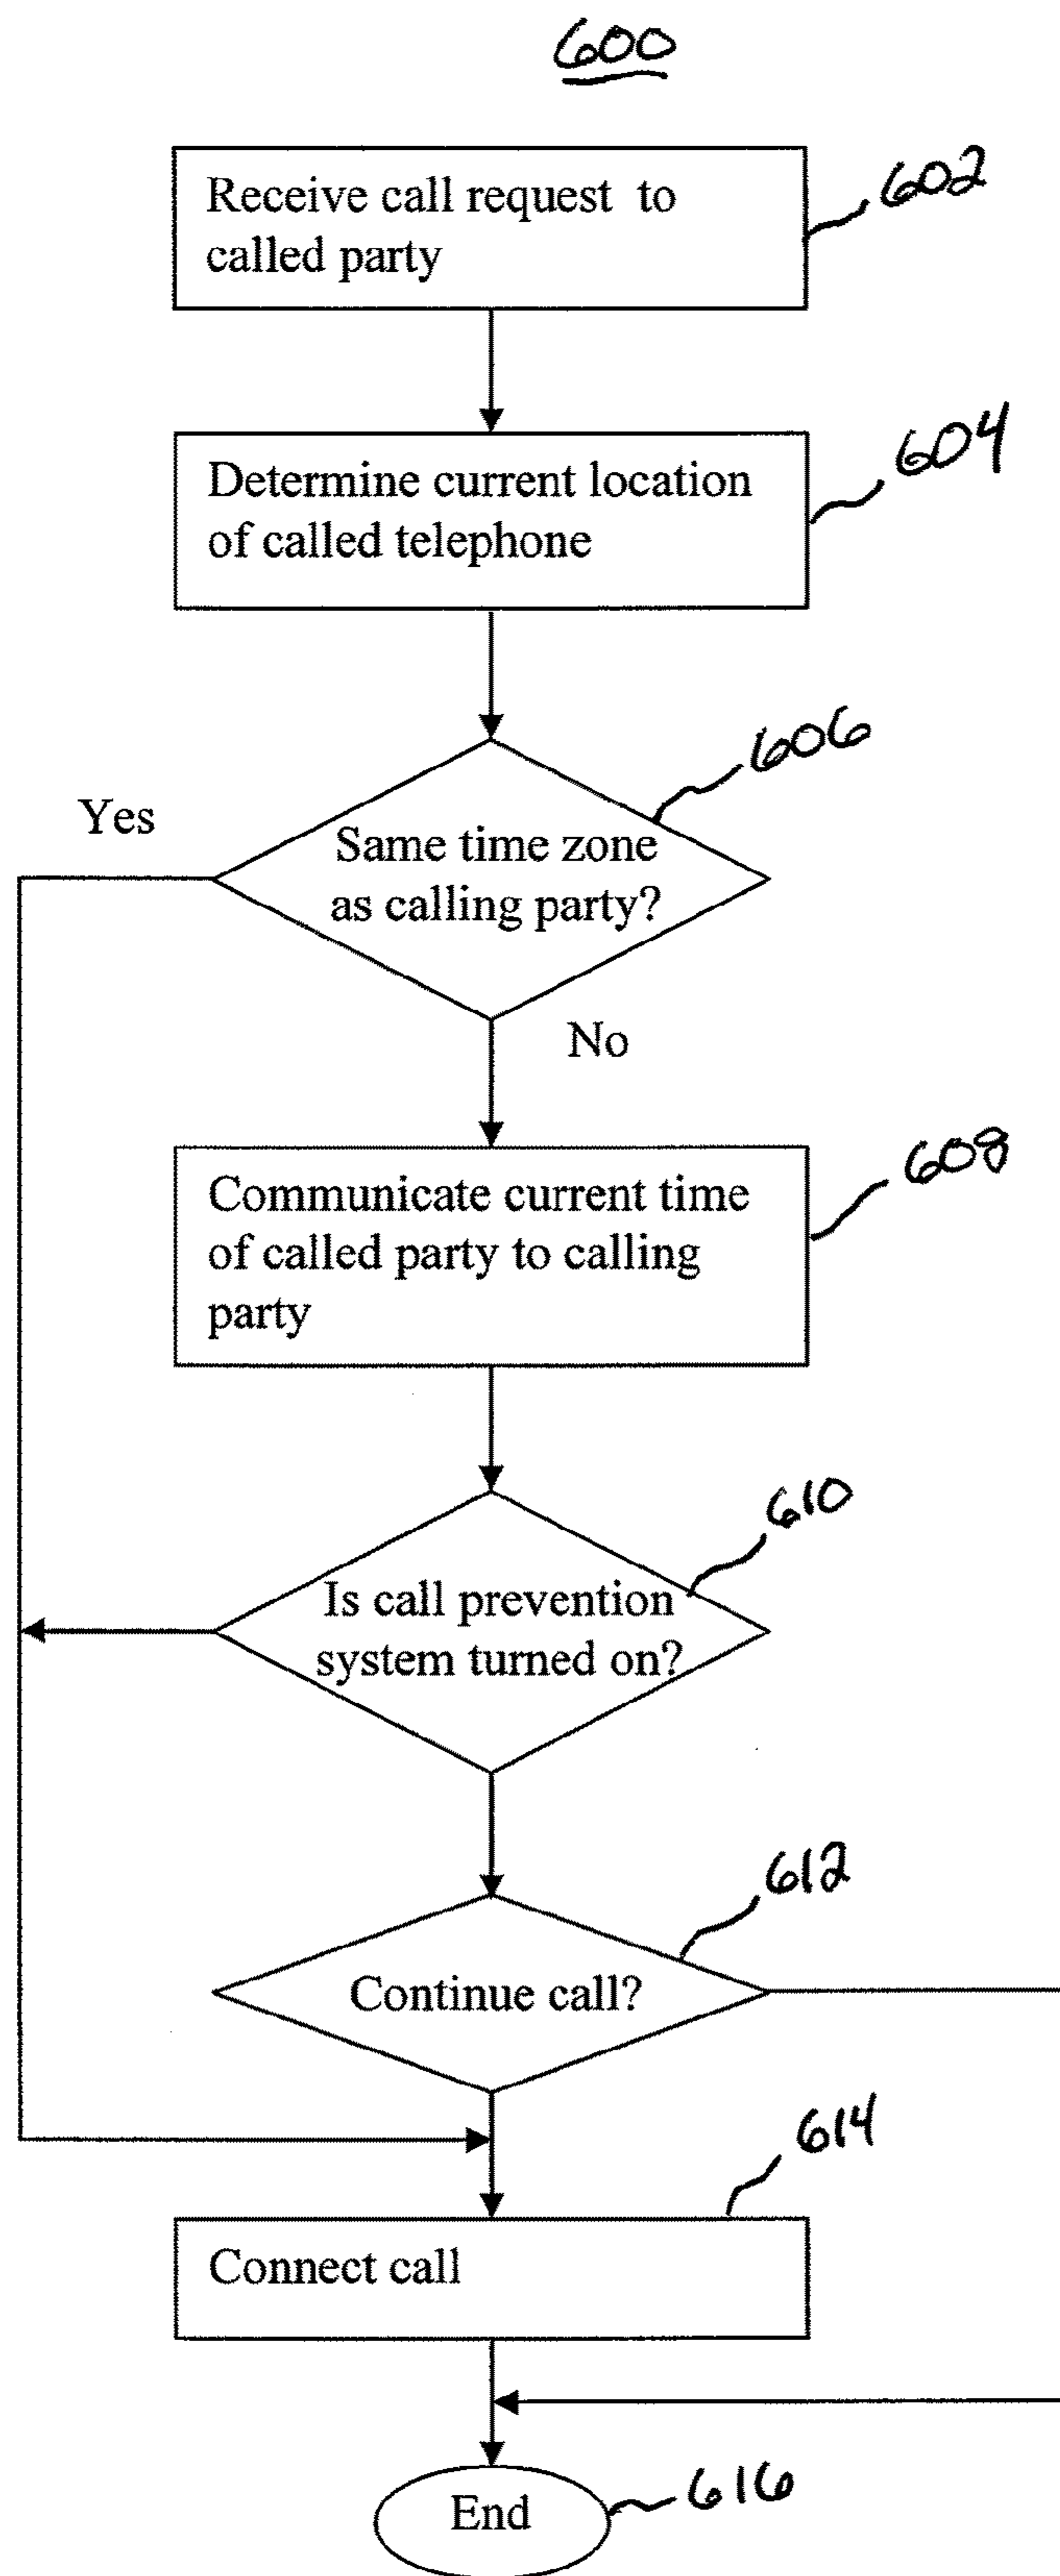 600
Receive call request to
called party
602
Determine current location
of called telephone
604
606
Yes
Same time zone
as calling party?
No
608
Communicate current time
of called party to calling
party
610
Is call prevention
system turned on?
612
Continue call?
614
Connect call
End
616